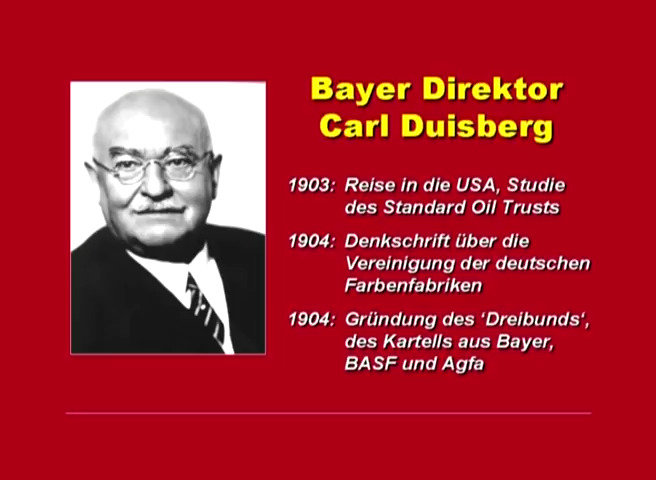 Bayer Direktor
Carl Duisberg
1903: Reise in die USA, Studie
des Standard Oil Trusts
1904: Denkschrift über die
Vereinigung der deutschen
Farbenfabriken
1904: Gründung des ‘Dreibunds‘,
des Kartells aus Bayer,
BASF und Agfa